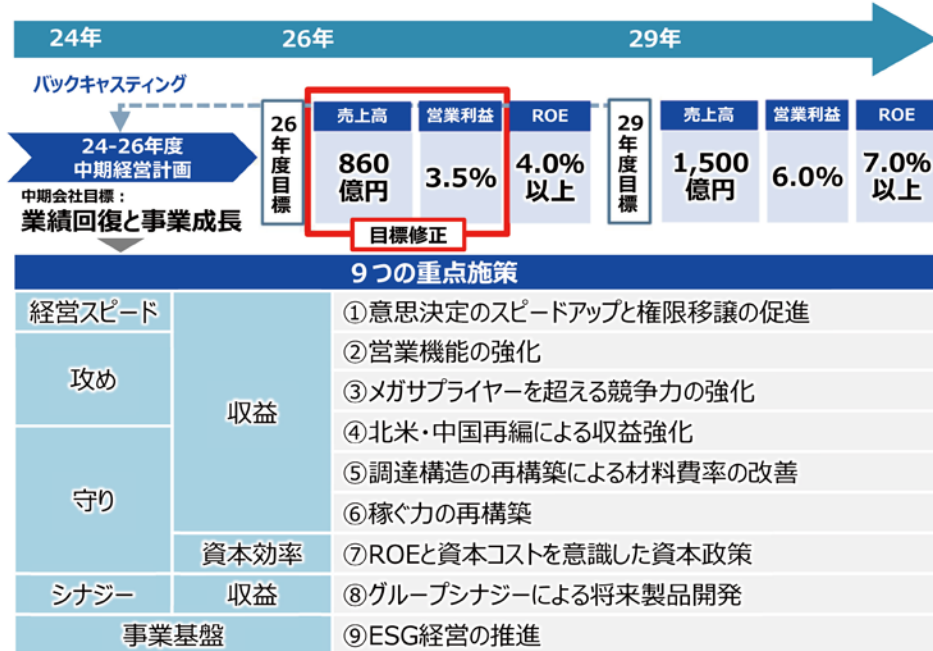 24年
26年
29年
バックキャスティング
24-26年度
中期経営計画
中期会社目標：
業績回復と事業成長
26年度目標
売上高
営業利益
ROE
860
億円
3.5%
4.0%
以上
目標修正
29年度目標
売上高
営業利益
ROE
1,500
億円
6.0%
7.0%
以上
９つの重点施策
経営スピード
攻め
守り
シナジー
事業基盤
収益
資本効率
収益
①意思決定のスピードアップと権限移譲の促進
②営業機能の強化
③メガサプライヤーを超える競争力の強化
④北米・中国再編による収益強化
⑤調達構造の再構築による材料費率の改善
⑥稼ぐ力の再構築
⑦ROEと資本コストを意識した資本政策
⑧グループシナジーによる将来製品開発
⑨ESG経営の推進